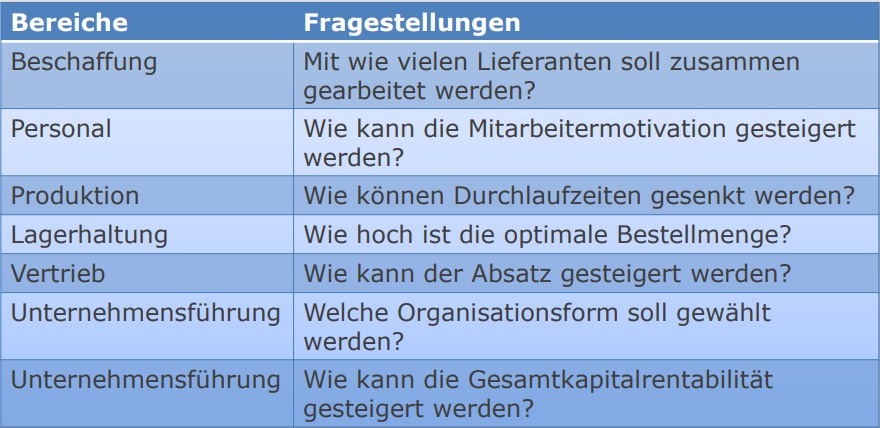 Bereiche Fragestellungen
Beschaffung Mit wie vielen Lieferanten soll zusammen
gearbeitet werden?
Personal Wie kann die Mitarbeitermotivation gesteigert
werden?
Produktion Wie können Durchlaufzeiten gesenkt werden?
Lagerhaltung Wie hoch ist die optimale Bestellmenge?
Vertrieb Wie kann der Absatz gesteigert werden?
Unternehmensführung Welche Organisationsform soll gewählt
werden?
Unternehmensführung Wie kann die Gesamtkapitalrentabilität
gesteigert werden?